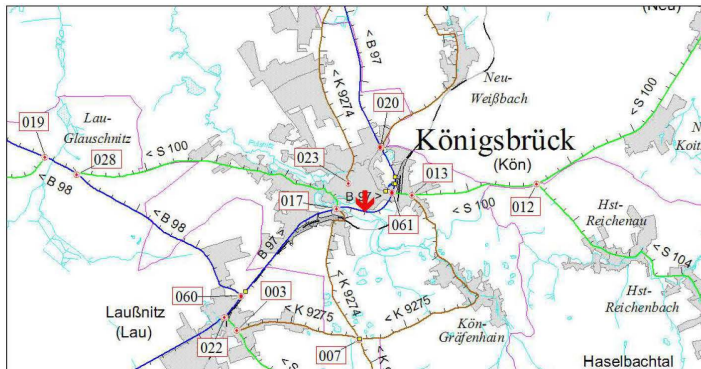 (Neu)
< B 97
020
Neu-
Weißbach
< S 100
019
Lau-
Glauschnitz
< K 9274
Königsbrück
(Kön)
028
< S 100
023
013
< B 98
017
B 9
061
< S 100
012
Hst-
Reichenau
< B 98
B 97 >
< S 104
060
003
< K 9274
< K 9275
Hst-
Reichenbach
Laußnitz
(Lau)
< K 9275
Kön-
Gräfenhain
022
007
Haselbachtal